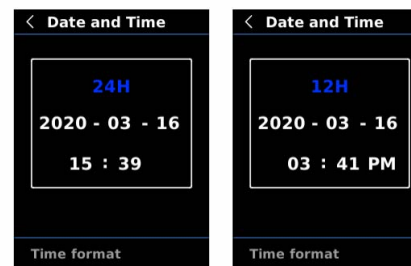 < Date and Time
24H
2020 - 03 - 16
15 : 39
Time format
< Date and Time
12H
2020 - 03 - 16
03 : 41 PM
Time format